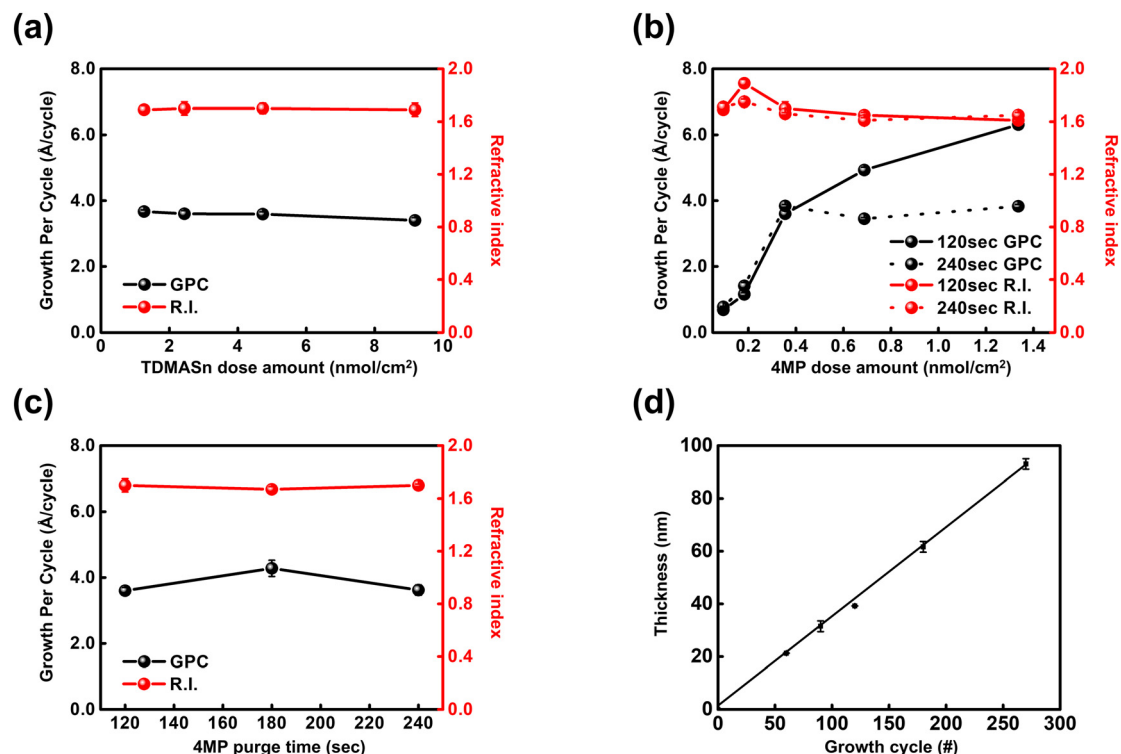 (a)
8.0
6.0
4.0
2.0
0.0
Growth Per Cycle (Å/cycle)
2.0
1.6
1.2
0.8
0.4
0.0
Refractive index
GPC
R.I.
0 2 4 6 8 10
TDMASn dose amount (nmol/cm²)
(b)
8.0
6.0
4.0
2.0
0.0
Growth Per Cycle (Å/cycle)
2.0
1.6
1.2
0.8
0.4
0.0
Refractive index
120sec GPC
240sec GPC
120sec R.I.
240sec R.I.
0.2 0.4 0.6 0.8 1.0 1.2 1.4
4MP dose amount (nmol/cm²)
(c)
8.0
6.0
4.0
2.0
0.0
Growth Per Cycle (Å/cycle)
2.0
1.6
1.2
0.8
0.4
0.0
Refractive index
GPC
R.I.
120 140 160 180 200 220 240
4MP purge time (sec)
(d)
100
80
60
40
20
0
Thickness (nm)
0 50 100 150 200 250 300
Growth cycle (#)